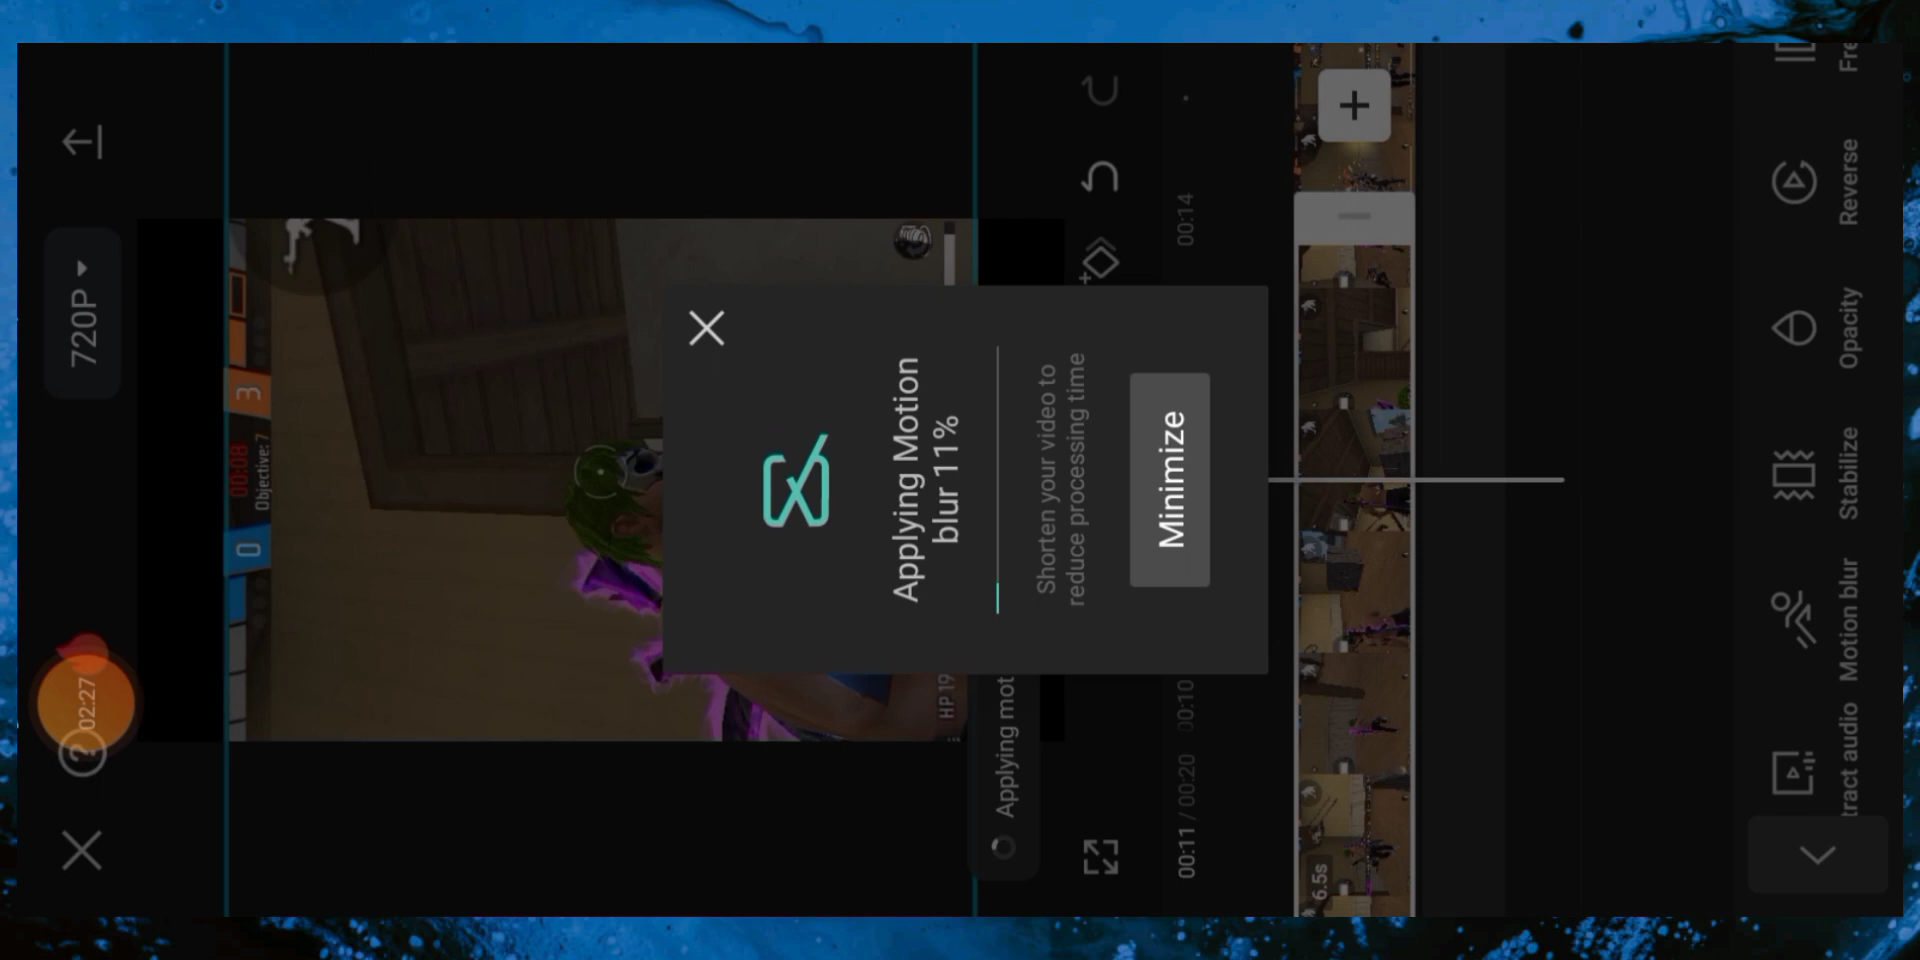 720P
02:27
3
00:08
Objective:7
0
HP 19
Applying mot
Applying Motion
blur 11%
Shorten your video to
reduce processing time
Minimize
00:11 / 00:20
00:10
00:14
6.5s
tract audio
Motion blur
Stabilize
Opacity
Reverse
Fre